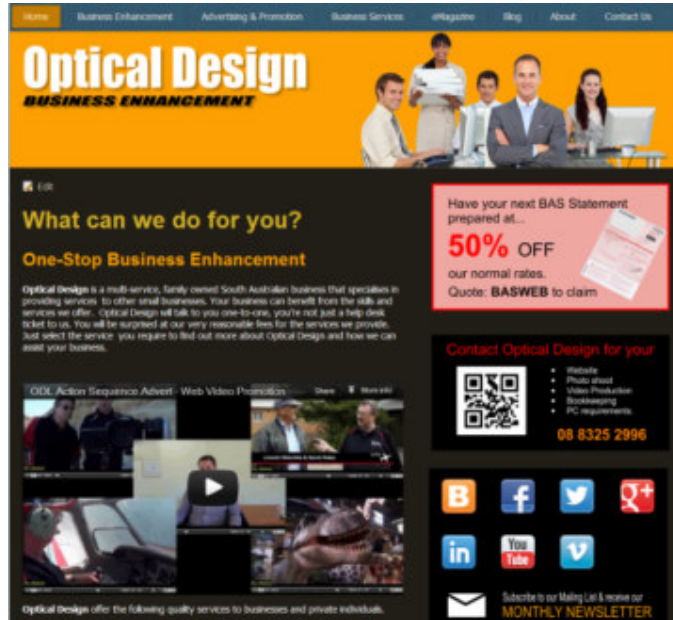 Home Business Enhancement Advertising & Promotion Business Services eMagazine Blog About Contact Us
Optical Design
BUSINESS ENHANCEMENT
Edit
What can we do for you?
One-Stop Business Enhancement
Optical Design is a multi-service, family owned South Australian business that specialises in
providing services to other small businesses. Your business can benefit from the skills and
services we offer. Optical Design will talk to you one-to-one, you're not just a help desk
ticket to us. You will be surprised at our very reasonable fees for the services we provide.
Just select the service you require to find out more about Optical Design and how we can
assist your business.
ODL Action Sequence Advert - Web Video Promotion Share More info
Optical Design offer the following quality services to businesses and private individuals.
Have your next BAS Statement
prepared at...
50% OFF
our normal rates.
Quote: BASWEB to claim
Contact Optical Design for your
Website
Photo shoot
Video Production
Bookkeeping
PC requirements.
08 8325 2996
You
Tube
Subscribe to our Mailing List & receive our
MONTHLY NEWSLETTER